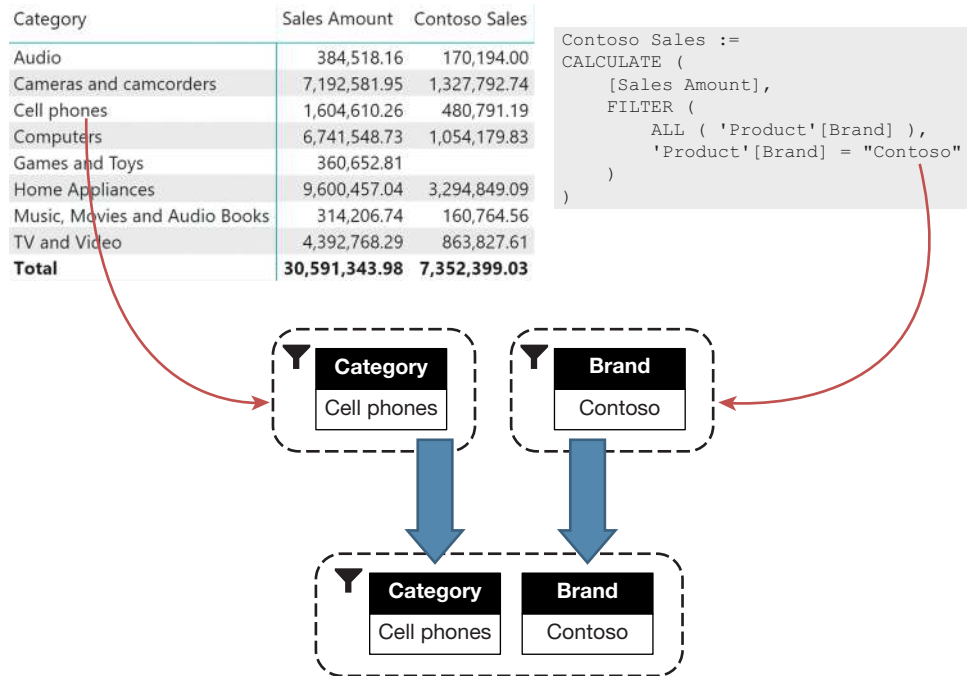 Category Sales Amount Contoso Sales
Audio 384,518.16 170,194.00
Cameras and camcorders 7,192,581.95 1,327,792.74
Cell phones 1,604,610.26 480,791.19
Computers 6,741,548.73 1,054,179.83
Games and Toys 360,652.81
Home Appliances 9,600,457.04 3,294,849.09
Music, Movies and Audio Books 314,206.74 160,764.56
TV and Video 4,392,768.29 863,827.61
Total 30,591,343.98 7,352,399.03
Contoso Sales :=
CALCULATE (
    [Sales Amount],
    FILTER (
        ALL ( 'Product'[Brand] ),
        'Product'[Brand] = "Contoso"
    )
)
Category
Cell phones
Brand
Contoso
Category Brand
Cell phones Contoso